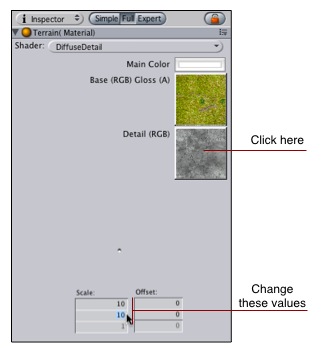 i Inspector
Simple Full Expert
Terrain( Material)
Shader: DiffuseDetail
Main Color
Base (RGB) Gloss (A)
Detail (RGB)
Click here
Change
these values
Scale: Offset:
10 0
10 0
1 0